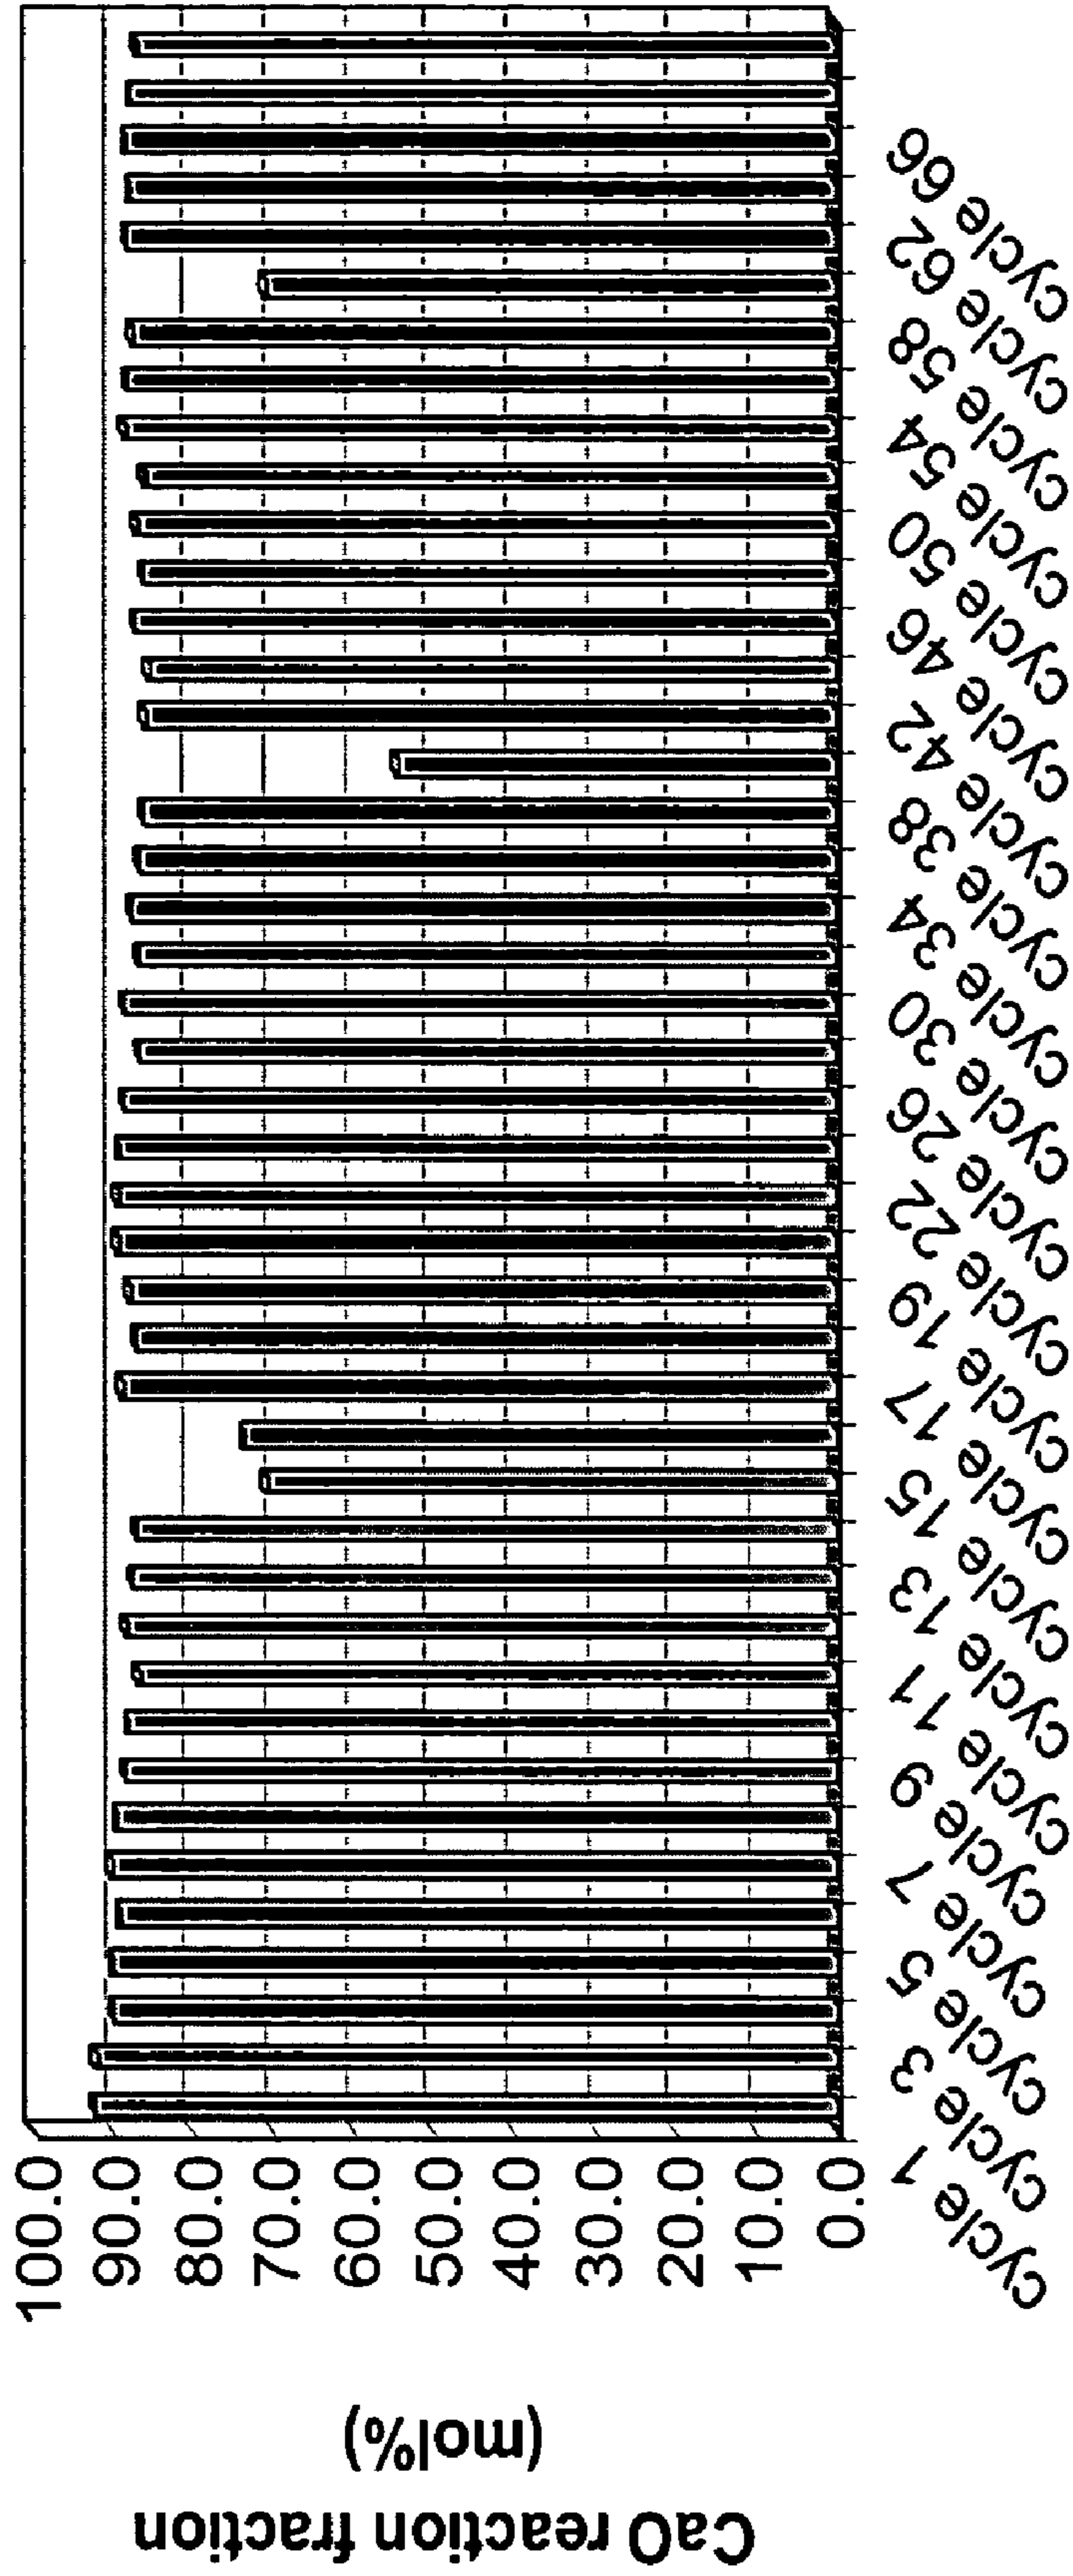 CaO reaction fraction
(mol%)
100.0
90.0
80.0
70.0
60.0
50.0
40.0
30.0
20.0
10.0
0.0
cycle 1
cycle 3
cycle 5
cycle 7
cycle 9
cycle 11
cycle 13
cycle 15
cycle 17
cycle 19
cycle 22
cycle 26
cycle 30
cycle 34
cycle 38
cycle 42
cycle 46
cycle 50
cycle 54
cycle 58
cycle 62
cycle 66